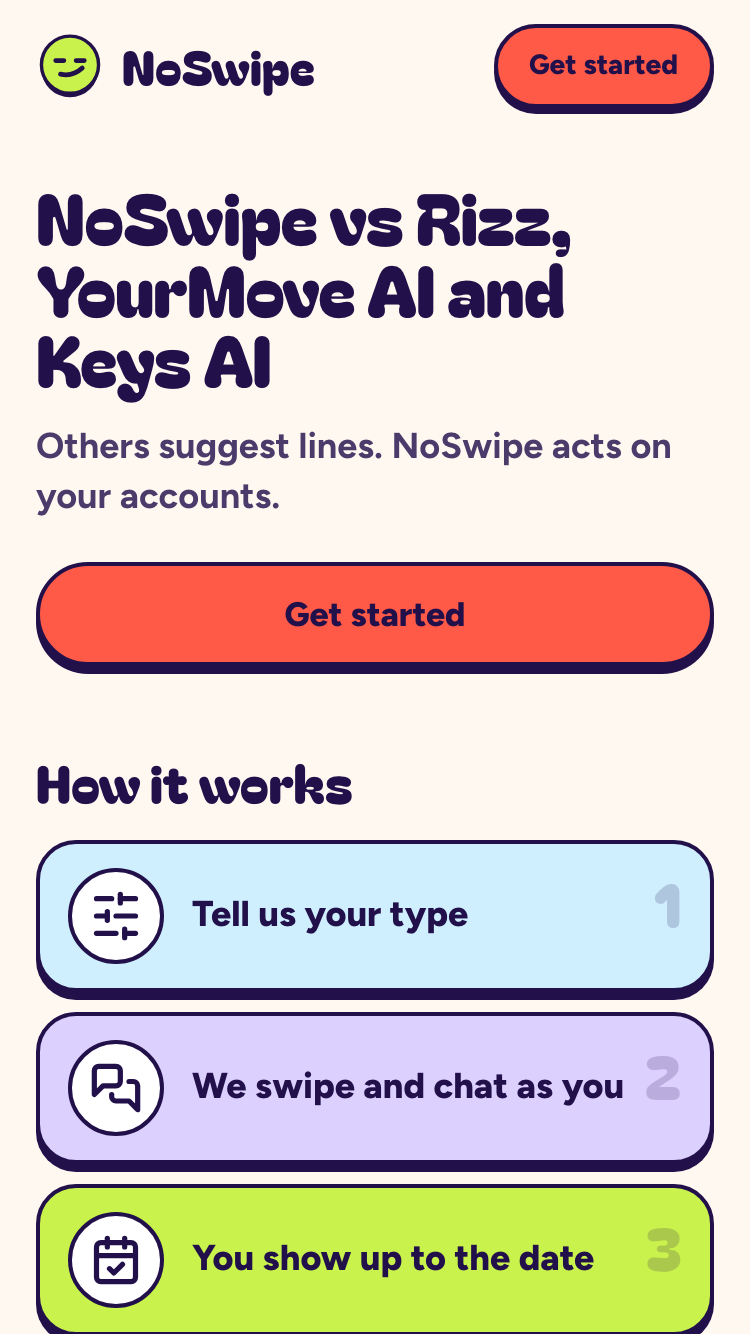 NoSwipe
Get started
NoSwipe vs Rizz,
YourMove AI and
Keys AI
Others suggest lines. NoSwipe acts on
your accounts.
Get started
How it works
Tell us your type
1
We swipe and chat as you
2
You show up to the date
3